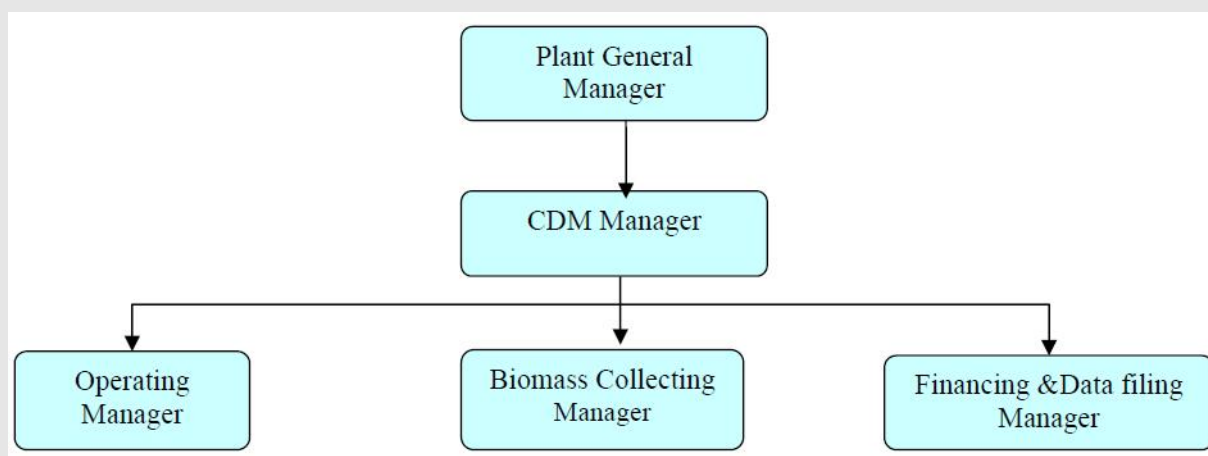 Plant General
Manager
CDM Manager
Operating
Manager
Biomass Collecting
Manager
Financing &Data filing
Manager